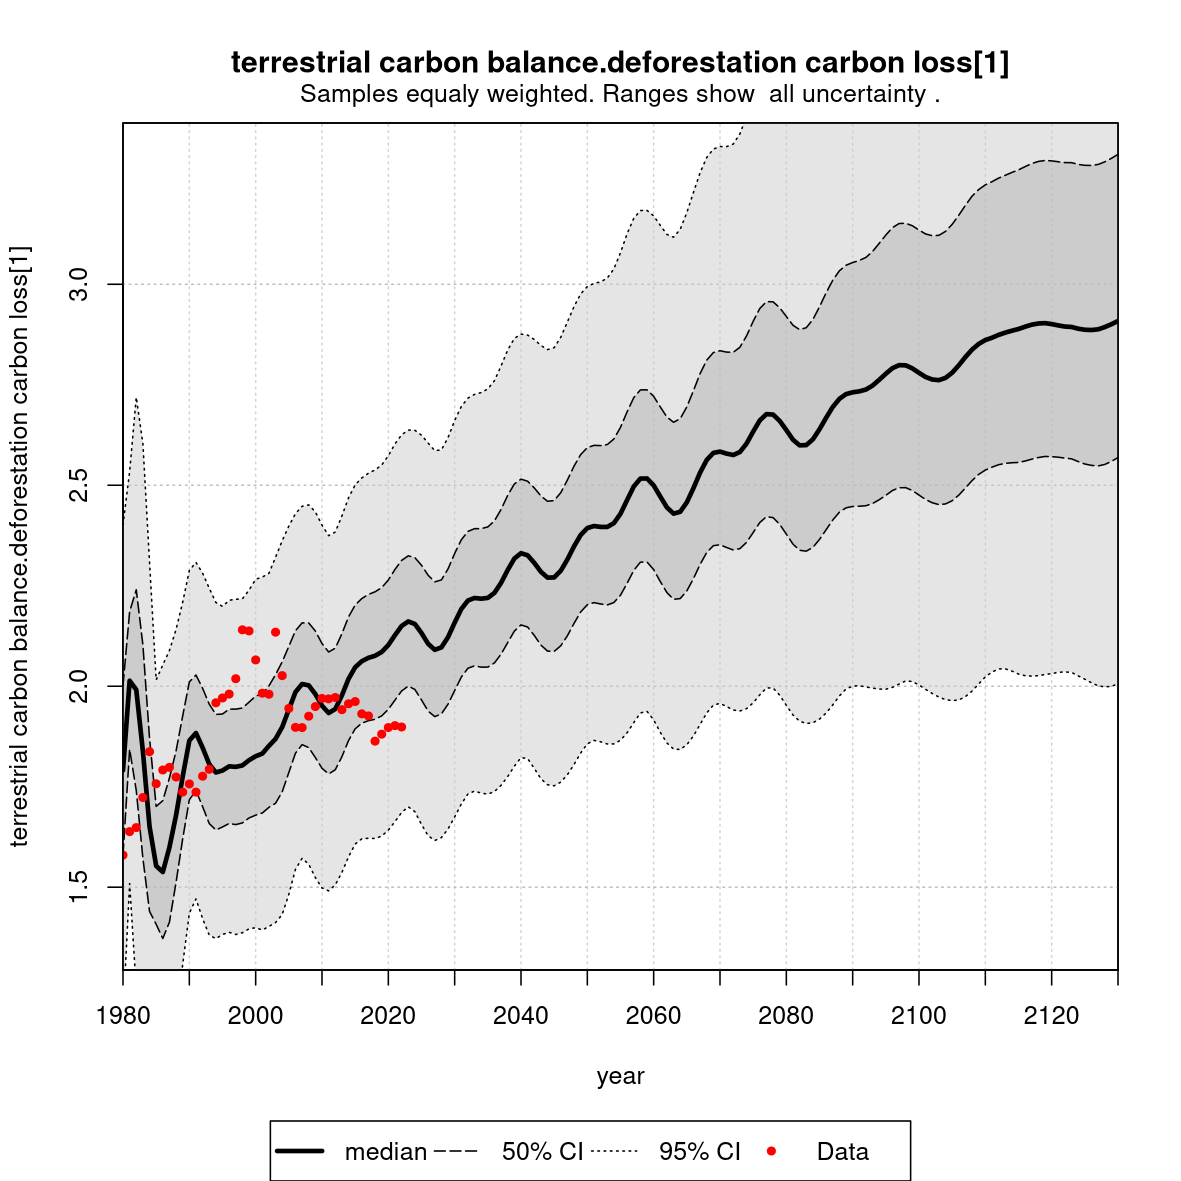 terrestrial carbon balance.deforestation carbon loss[1]
Samples equaly weighted. Ranges show  all uncertainty .
terrestrial carbon balance.deforestation carbon loss[1]
3.0
2.5
2.0
1.5
1980 2000 2020 2040 2060 2080 2100 2120
year
median 50% CI 95% CI Data